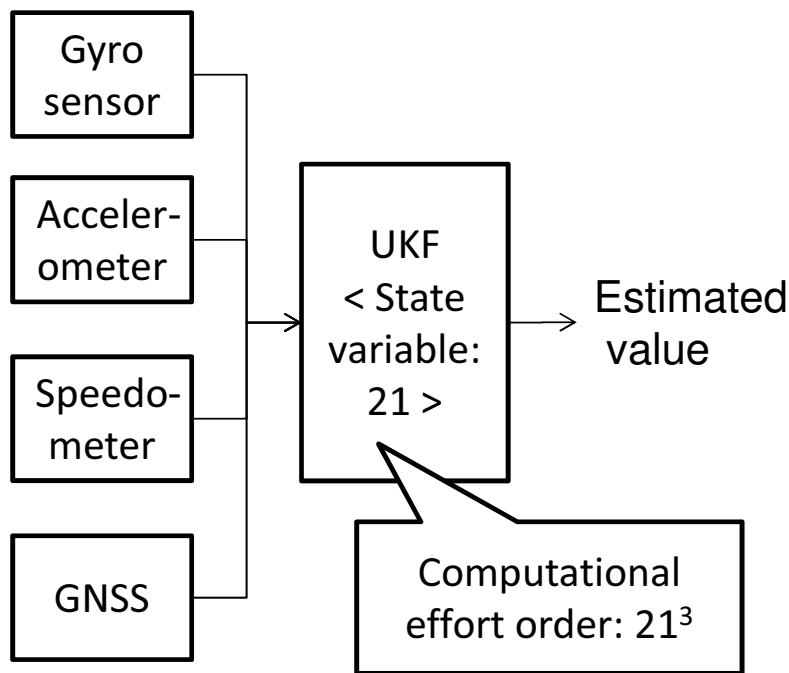 Gyro
sensor
Acceler-
ometer
Speedo-
meter
GNSS
UKF
< State
variable:
21 >
Estimated
value
Computational
effort order: 21³